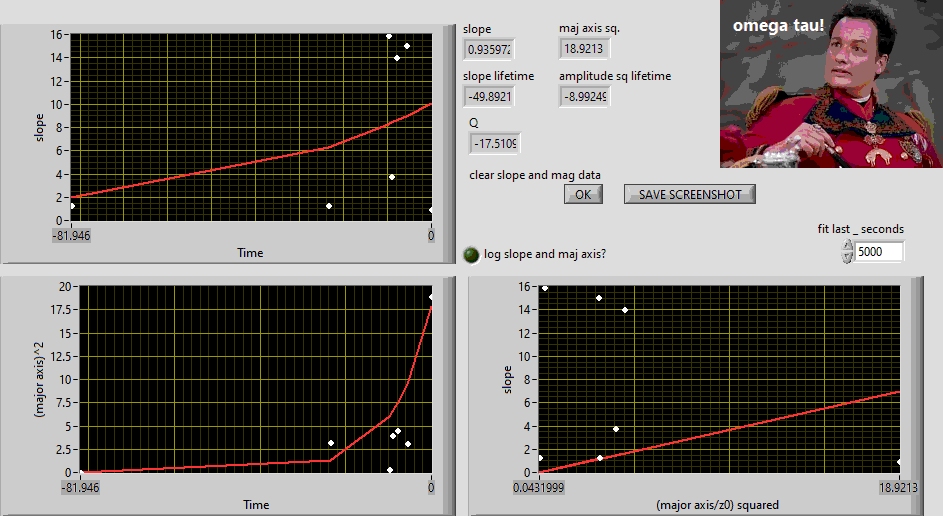 omega tau!
slope
maj axis sq.
0.935972
18.9213
slope lifetime
amplitude sq lifetime
-49.8921
-8.99249
Q
-17.5109
clear slope and mag data
OK
SAVE SCREENSHOT
fit last _ seconds
5000
log slope and maj axis?
slope
16
14
12
10
8
6
4
2
0
-81.946
0
Time
(major axis)^2
20
17.5
15
12.5
10
7.5
5
2.5
0
-81.946
0
Time
slope
16
14
12
10
8
6
4
2
0
0.0431999
18.9213
(major axis/z0) squared